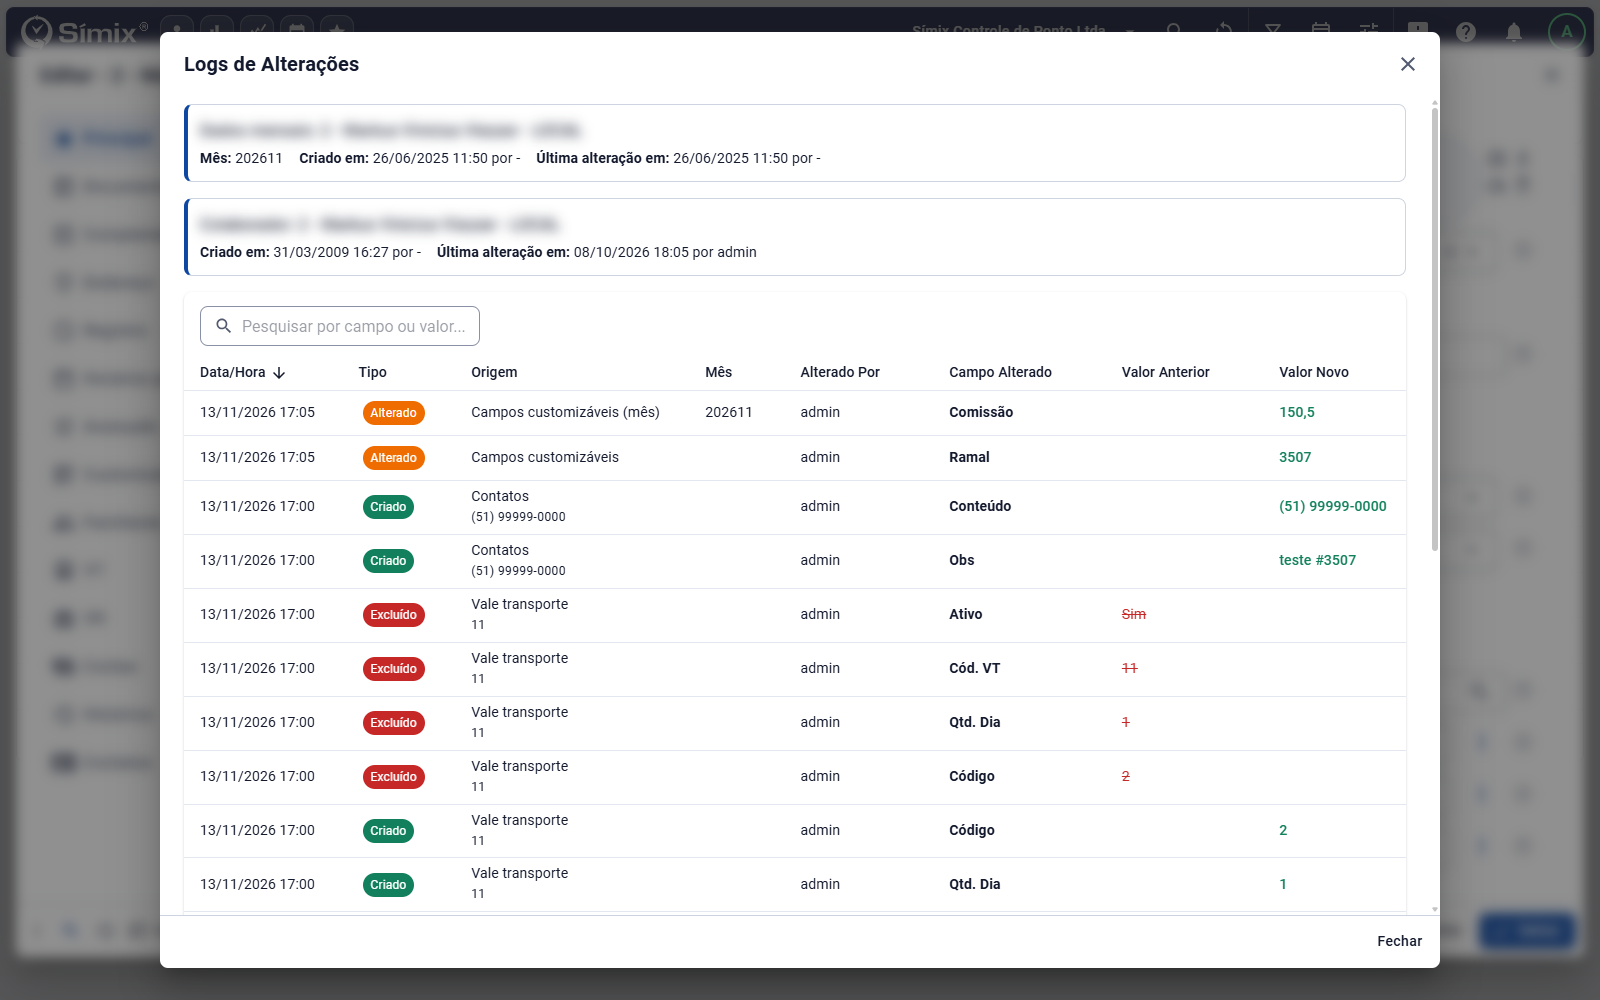 Símix®
Símix Controle de Ponto Ltda
A
Logs de Alterações
Mês: 202611 Criado em: 26/06/2025 11:50 por - Última alteração em: 26/06/2025 11:50 por -
Criado em: 31/03/2009 16:27 por - Última alteração em: 08/10/2026 18:05 por admin
Pesquisar por campo ou valor...
Data/Hora Tipo Origem Mês Alterado Por Campo Alterado Valor Anterior Valor Novo
13/11/2026 17:05 Alterado Campos customizáveis (mês) 202611 admin Comissão 150,5
13/11/2026 17:05 Alterado Campos customizáveis admin Ramal 3507
13/11/2026 17:00 Criado Contatos admin Conteúdo (51) 99999-0000
(51) 99999-0000
13/11/2026 17:00 Criado Contatos admin Obs teste #3507
(51) 99999-0000
13/11/2026 17:00 Excluído Vale transporte admin Ativo Sim
11
13/11/2026 17:00 Excluído Vale transporte admin Cód. VT 11
11
13/11/2026 17:00 Excluído Vale transporte admin Qtd. Dia 1
11
13/11/2026 17:00 Excluído Vale transporte admin Código 2
11
13/11/2026 17:00 Criado Vale transporte admin Código 2
11
13/11/2026 17:00 Criado Vale transporte admin Qtd. Dia 1
11
Fechar